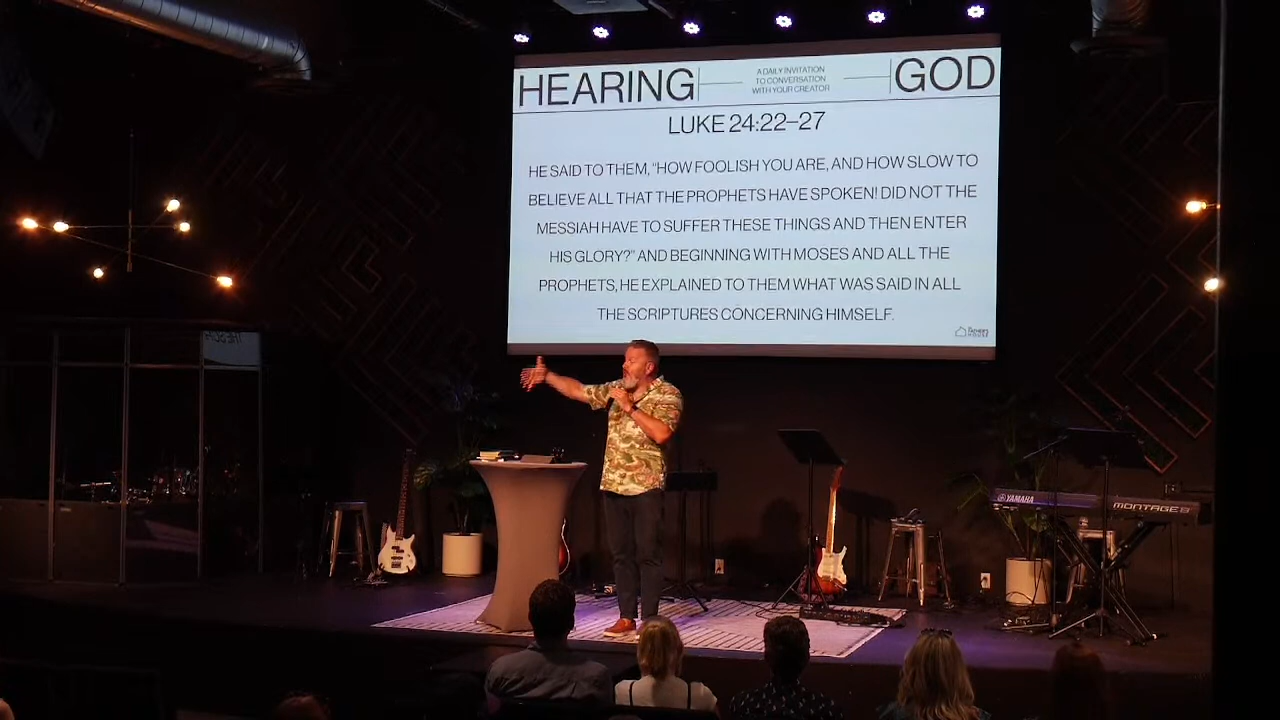 HEARING
A DAILY INVITATION
TO CONVERSATION
WITH YOUR CREATOR
GOD
LUKE 24:22–27
HE SAID TO THEM, "HOW FOOLISH YOU ARE, AND HOW SLOW TO
BELIEVE ALL THAT THE PROPHETS HAVE SPOKEN! DID NOT THE
MESSIAH HAVE TO SUFFER THESE THINGS AND THEN ENTER
HIS GLORY?" AND BEGINNING WITH MOSES AND ALL THE
PROPHETS, HE EXPLAINED TO THEM WHAT WAS SAID IN ALL
THE SCRIPTURES CONCERNING HIMSELF.
HOUSE
YAMAHA
MONTAGE 8